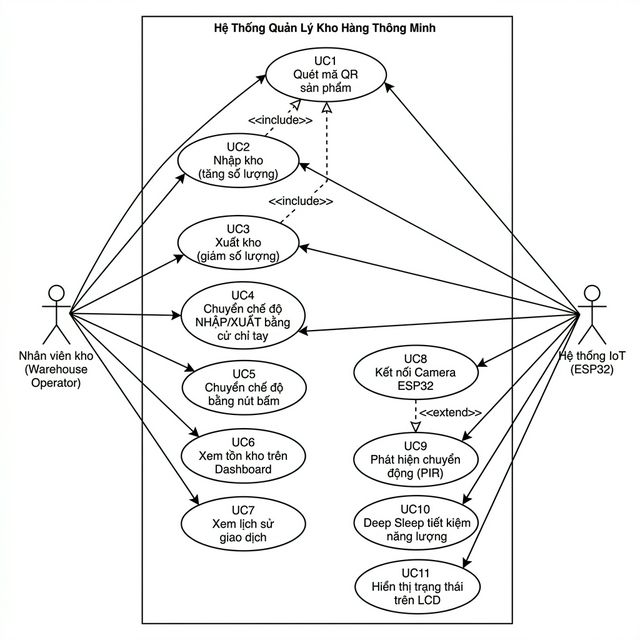 Hệ Thống Quản Lý Kho Hàng Thông Minh
UC1
Quét mã QR
sản phẩm
<<include>>
UC2
Nhập kho
(tăng số lượng)
<<include>>
UC3
Xuất kho
(giảm số lượng)
UC4
Chuyển chế độ
NHẬP/XUẤT bằng
cử chỉ tay
Nhân viên kho
(Warehouse
Operator)
Hệ thống IoT
(ESP32)
UC8
Kết nối Camera
ESP32
UC5
Chuyển chế độ
bằng nút bấm
<<extend>>
UC6
Xem tồn kho trên
Dashboard
UC9
Phát hiện chuyển
động (PIR)
UC7
Xem lịch sử
giao dịch
UC10
Deep Sleep tiết kiệm
năng lượng
UC11
Hiển thị trạng thái
trên LCD